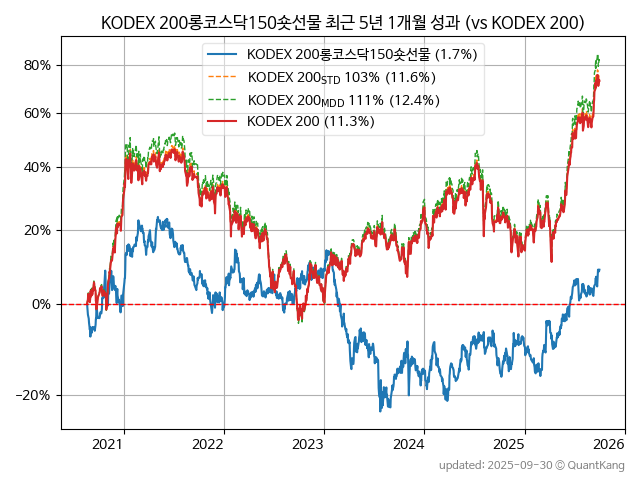 KODEX 200롱코스닥150숏선물 최근 5년 1개월 성과 (vs KODEX 200)
KODEX 200롱코스닥150숏선물 (1.7%)
KODEX 200STD 103% (11.6%)
KODEX 200MDD 111% (12.4%)
KODEX 200 (11.3%)
80%
60%
40%
20%
0%
−20%
2021 2022 2023 2024 2025 2026
updated: 2025-09-30 ⓒ QuantKang